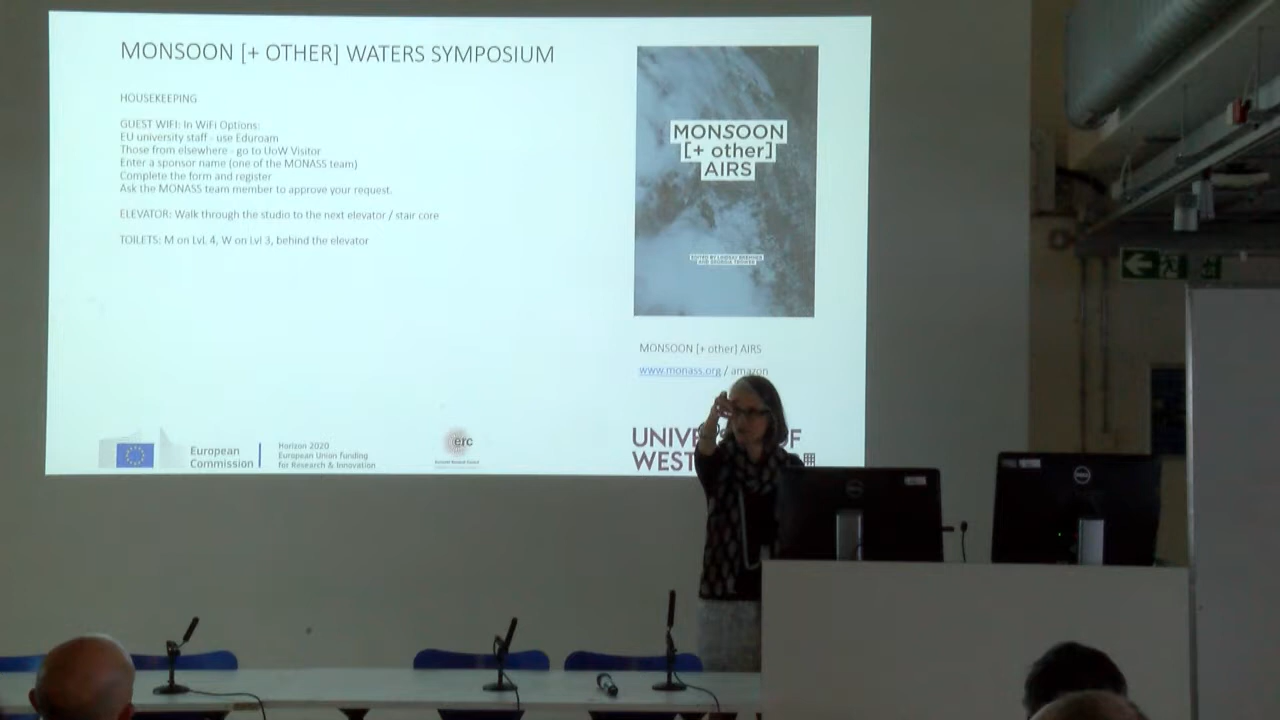 MONSOON [+ OTHER] WATERS SYMPOSIUM
HOUSEKEEPING
GUEST WIFI: In WiFi Options:
EU university staff - use Eduroam
Those from elsewhere - go to UoW Visitor
Enter a sponsor name (one of the MONASS team)
Complete the form and register
Ask the MONASS team member to approve your request.
ELEVATOR: Walk through the studio to the next elevator / stair core
TOILETS: M on LvL 4, W on Lvl 3, behind the elevator
MONSOON
[+ other]
AIRS
MONSOON [+ other] AIRS
www.monass.org / amazon
European
Commission
Horizon 2020
European Union funding
for Research & Innovation
erc
UNIV
OF
WEST
DELL